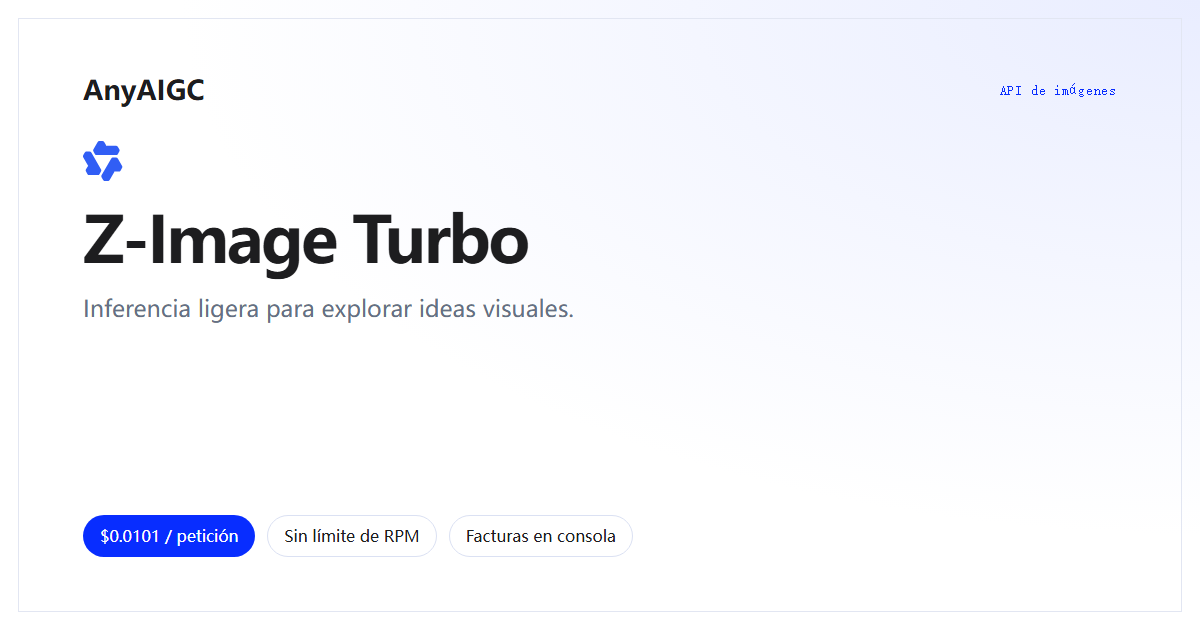 AnyAIGC
API de imágenes
Z-Image Turbo
Inferencia ligera para explorar ideas visuales.
$0.0101 / petición
Sin límite de RPM
Facturas en consola